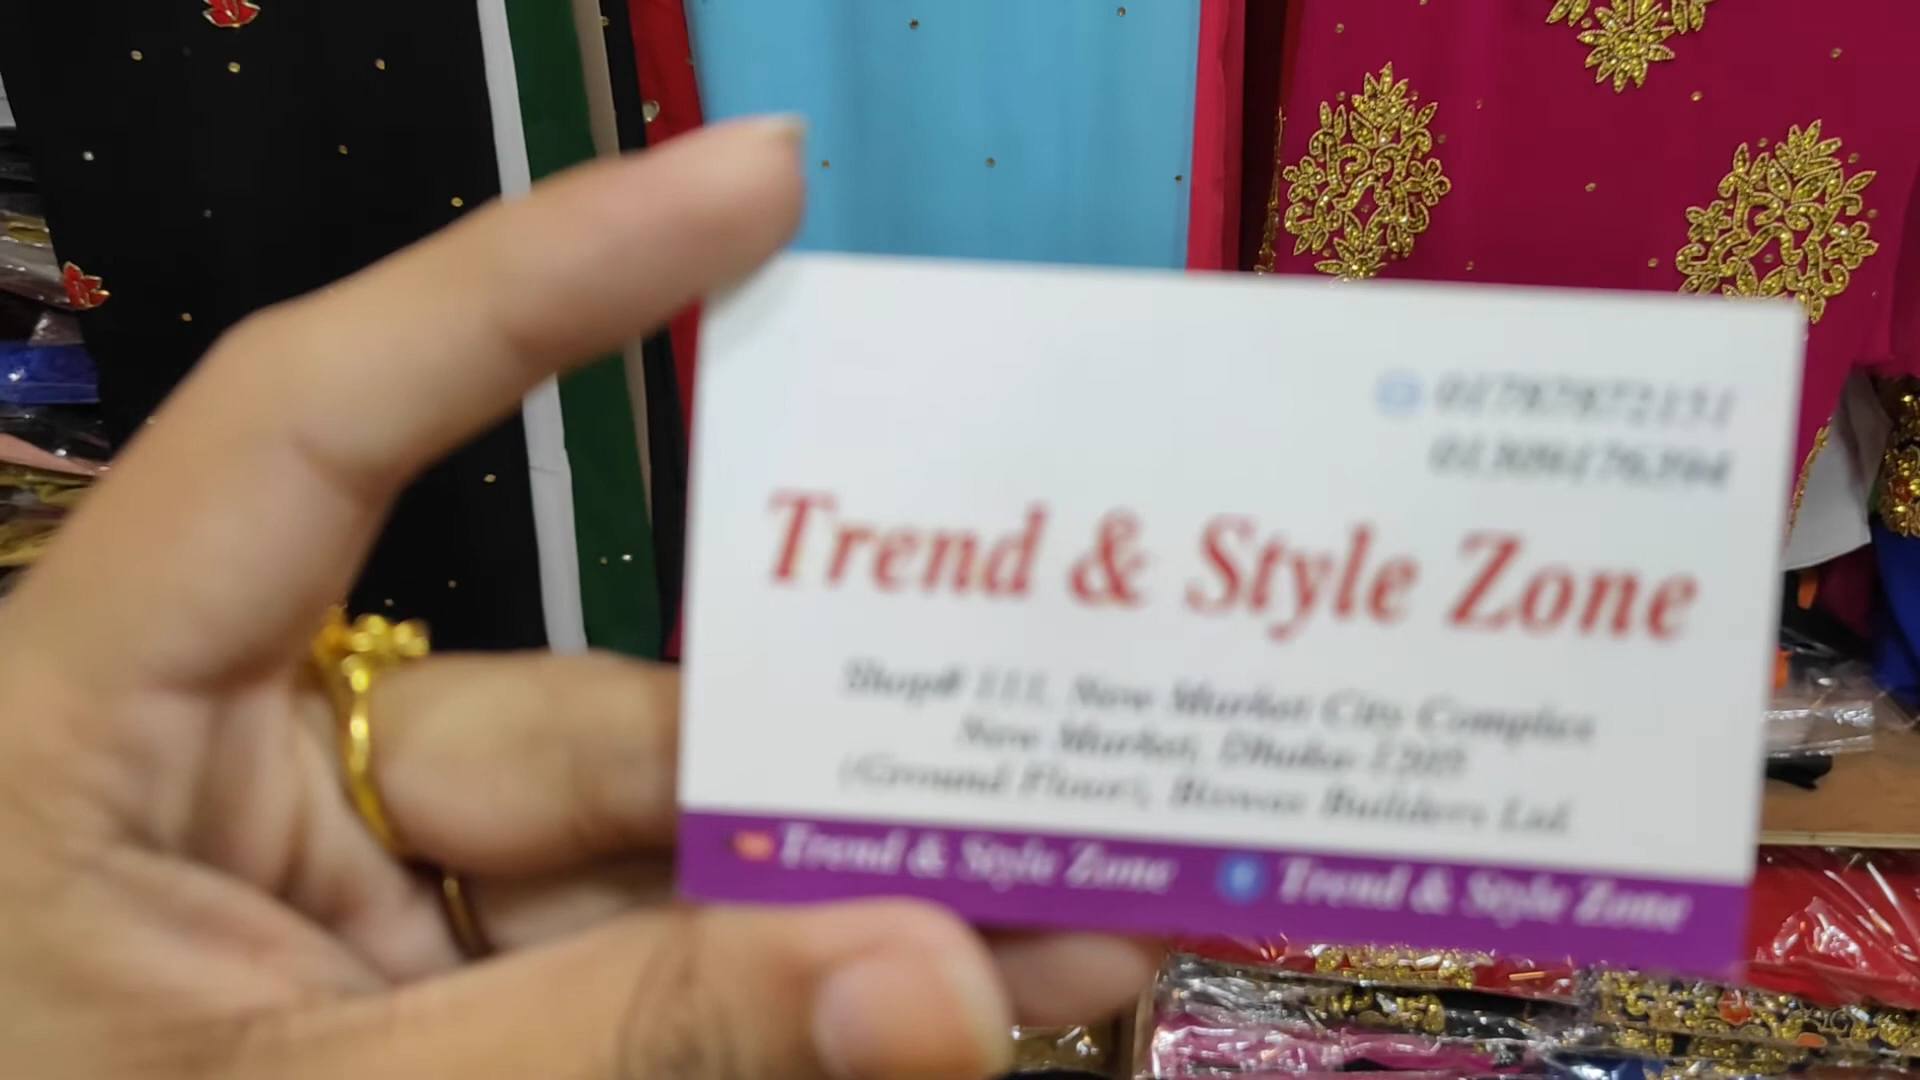 Trend & Style Zone
Shop# 111, New Market City Complex
New Market, Dhaka-1205
(Ground Floor), Biswas Builders Ltd.
Trend & Style Zone Trend & Style Zone